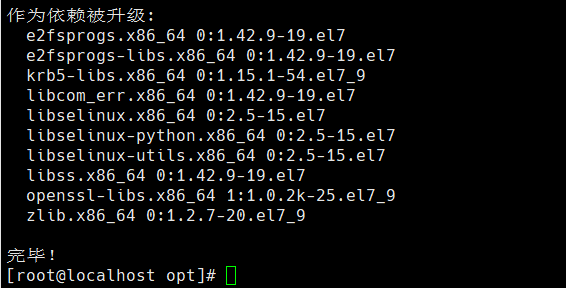 作为依赖被升级:
e2fsprogs.x86_64 0:1.42.9-19.el7
e2fsprogs-libs.x86_64 0:1.42.9-19.el7
krb5-libs.x86_64 0:1.15.1-54.el7_9
libcom_err.x86_64 0:1.42.9-19.el7
libselinux.x86_64 0:2.5-15.el7
libselinux-python.x86_64 0:2.5-15.el7
libselinux-utils.x86_64 0:2.5-15.el7
libss.x86_64 0:1.42.9-19.el7
openssl-libs.x86_64 1:1.0.2k-25.el7_9
zlib.x86_64 0:1.2.7-20.el7_9
完毕！
[root@localhost opt]#